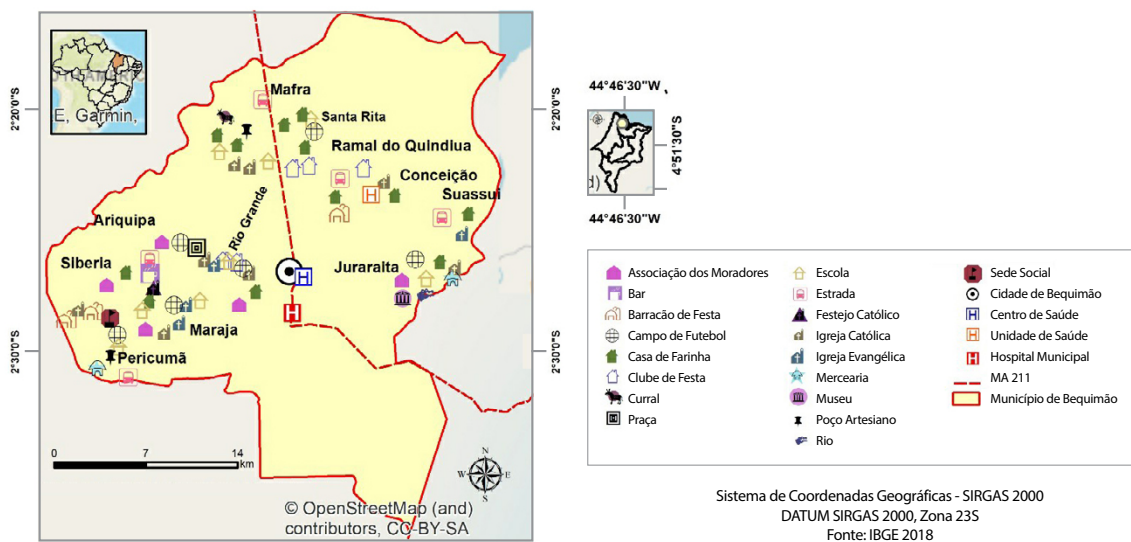 2°20'0"S
2°30'0"S
UTH AMERIC
E, Garmin,
Mafra
Santa Rita
Ramal do Quindiua
Conceição
Suassui
Ariquipa
Rio Grande
SIberia
Juraraita
Maraja
Pericumã
0 7 14
km
N
W E
S
© OpenStreetMap (and)
contributors, CC-BY-SA
2°20'0"S
2°30'0"S
44°46'30"W
4°51'30"S
d)
44°46'30"W
Associação dos Moradores
Bar
Barracão de Festa
Campo de Futebol
Casa de Farinha
Clube de Festa
Curral
Praça
Escola
Estrada
Festejo Católico
Igreja Católica
Igreja Evangélica
Mercearia
Museu
Poço Artesiano
Rio
Sede Social
Cidade de Bequimão
Centro de Saúde
Unidade de Saúde
Hospital Municipal
MA 211
Município de Bequimão
Sistema de Coordenadas Geográficas - SIRGAS 2000
DATUM SIRGAS 2000, Zona 23S
Fonte: IBGE 2018